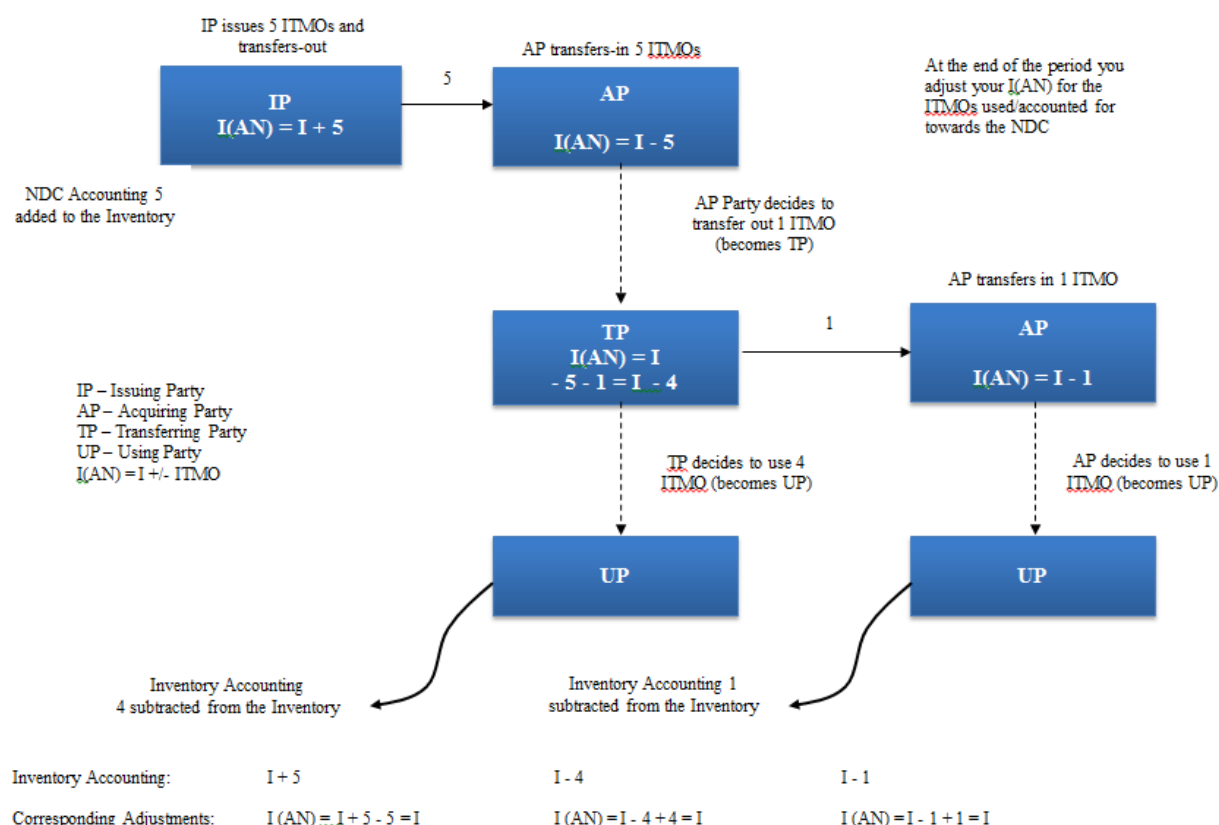 IP issues 5 ITMOs and
transfers-out
AP transfers-in 5 ITMOs
At the end of the period you
adjust your I(AN) for the
ITMOs used/accounted for
towards the NDC
IP
I(AN) = I + 5
5
AP
I(AN) = I - 5
NDC Accounting 5
added to the Inventory
AP Party decides to
transfer out 1 ITMO
(becomes TP)
AP transfers in 1 ITMO
TP
I(AN) = I
- 5 - 1 = I - 4
1
AP
I(AN) = I - 1
IP – Issuing Party
AP – Acquiring Party
TP – Transferring Party
UP – Using Party
I(AN) = I +/- ITMO
TP decides to use 4
ITMO (becomes UP)
AP decides to use 1
ITMO (becomes UP)
UP
UP
Inventory Accounting
4 subtracted from the Inventory
Inventory Accounting 1
subtracted from the Inventory
Inventory Accounting: I + 5 I - 4 I - 1
Corresponding Adjustments: I (AN) = I + 5 - 5 = I I (AN) = I - 4 + 4 = I I (AN) = I - 1 + 1 = I